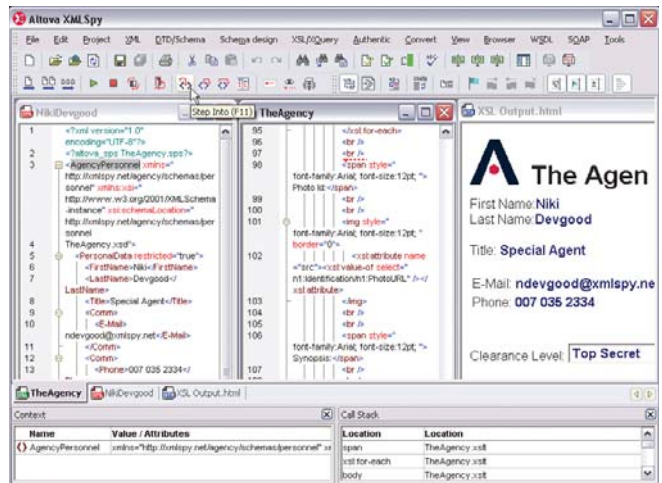 Altova XMLSpy
File Edit Project XML DTD/Schema Schema design XSL/XQuery Authentic Convert View Browser WSDL SOAP Tools
Step Into (F11)
NikiDevgood
TheAgency
XSL Output.html
1 <?xml version="1.0"
encoding="UTF-8"?>
2 <?altova_sps TheAgency.sps?>
3 <AgencyPersonnel xmlns="
http://xmlspy.net/agency/schemas/per
sonnel" xmlns:xsi="
http://www.w3.org/2001/XMLSchema
-instance" xsi:schemaLocation="
http://xmlspy.net/agency/schemas/per
sonnel
4 TheAgency.xsd">
5 <PersonalData restricted="true">
6 <FirstName>Niki</FirstName>
7 <LastName>Devgood</
LastName>
8 <Title>Special Agent</Title>
9 <Comm>
10 <E-Mail>
ndevgood@xmlspy.net</E-Mail>
11 </Comm>
12 <Comm>
13 <Phone>007 035 2334</
95 </xsl:for-each>
96 <br />
97 <br />
98 <span style="
font-family:Arial; font-size:12pt; ">
Photo Id:</span>
99 <br />
100 <br />
101 <img style="
font-family:Arial; font-size:12pt; "
border="0">
102 <xsl:attribute name
="src"><xsl:value-of select="
n1:Identification/n1:PhotoURL" /></
xsl:attribute>
103 </img>
104 <br />
105 <br />
106 <span style="
font-family:Arial; font-size:12pt; ">
Synopsis:</span>
107 <br />
The Agen
First Name:Niki
Last Name:Devgood
Title: Special Agent
E-Mail: ndevgood@xmlspy.ne
Phone: 007 035 2334
Clearance Level: Top Secret
TheAgency NikiDevgood XSL Output.html
Context
Name Value / Attributes
AgencyPersonnel xmlns="http://xmlspy.net/agency/schemas/personnel" xr
Call Stack
Location Location
span TheAgency.xslt
xsl:for-each TheAgency.xslt
body TheAgency.xslt